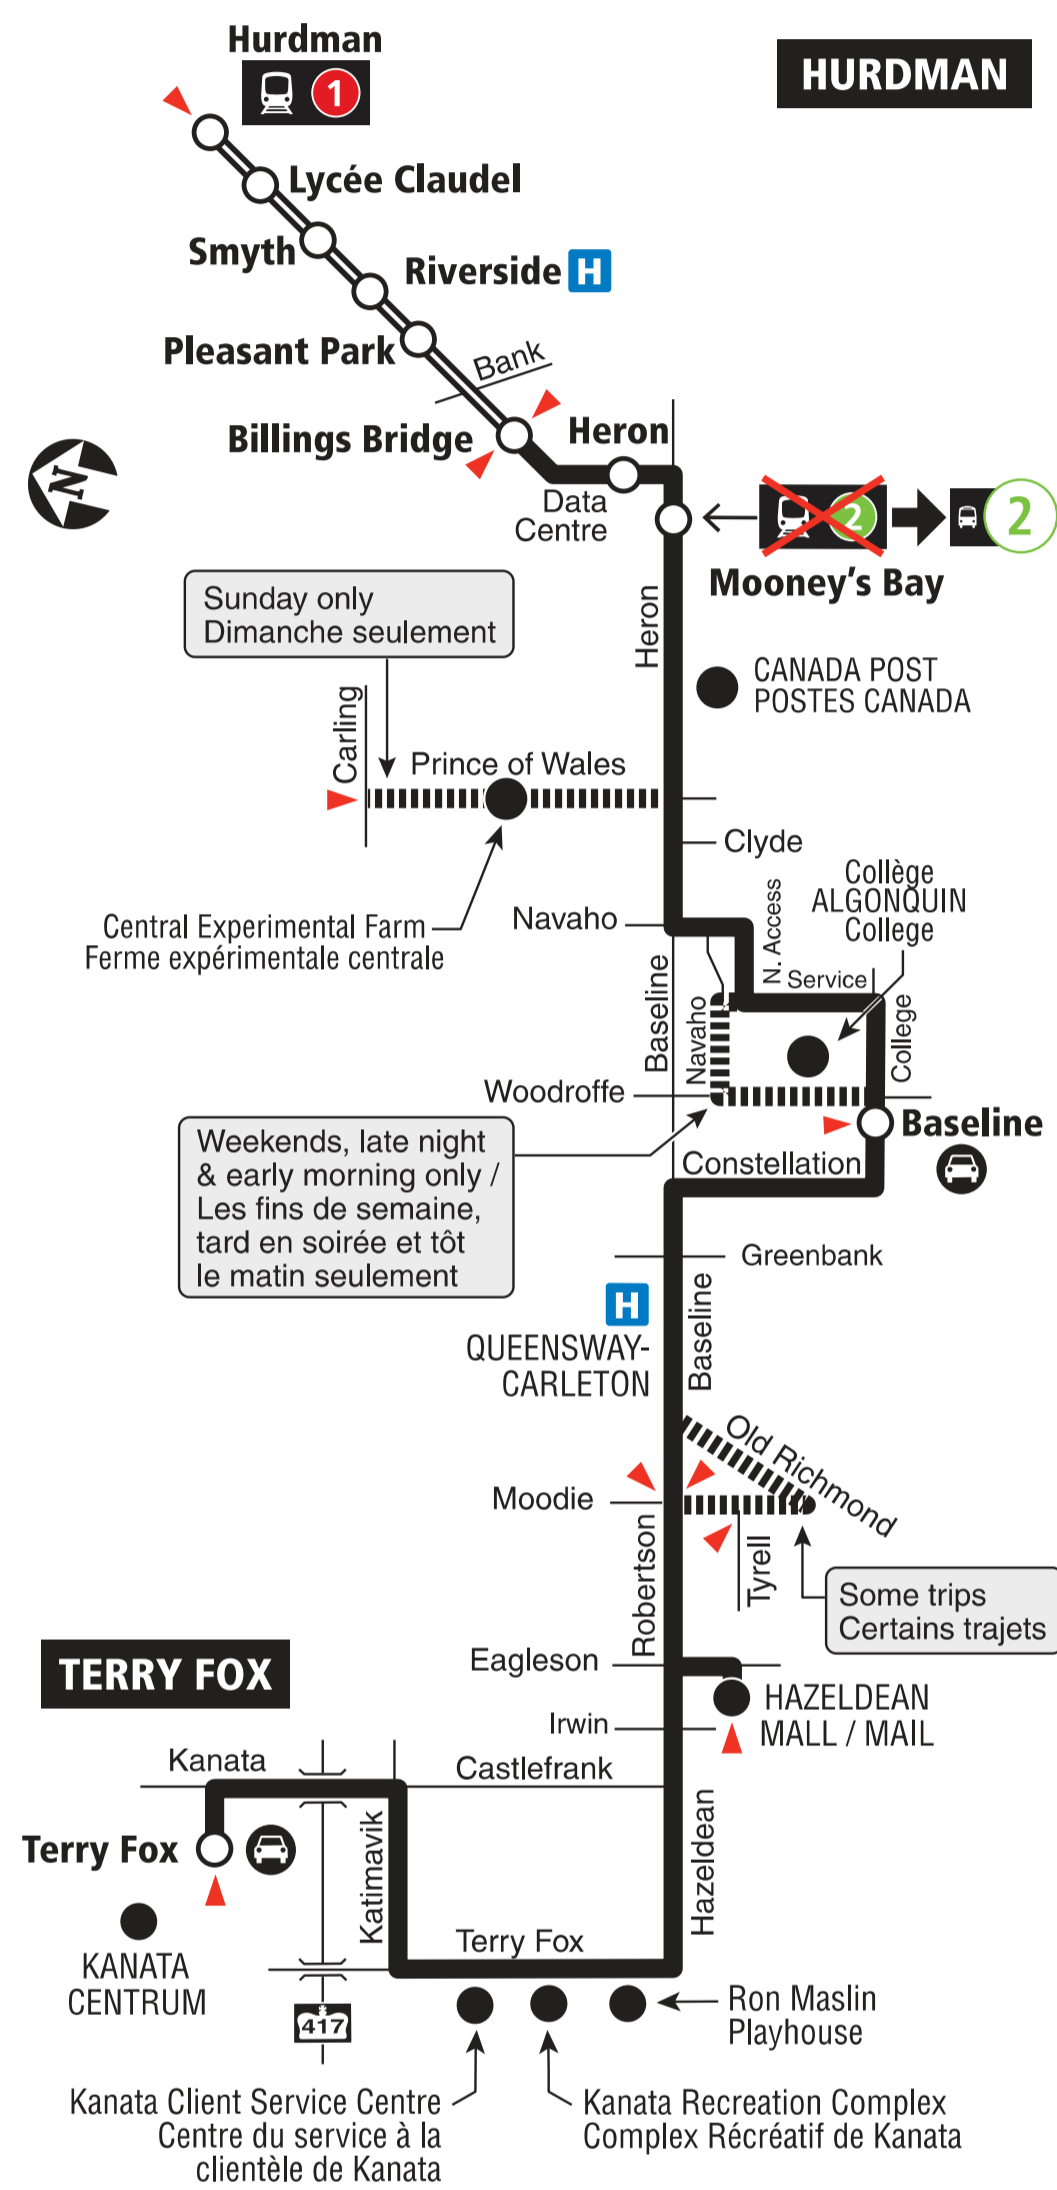 Hurdman
1
HURDMAN
Lycée Claudel
Smyth
Riverside H
Pleasant Park
Bank
Billings Bridge
Heron
N
Data
Centre
2
2
Mooney's Bay
Heron
Sunday only
Dimanche seulement
CANADA POST
POSTES CANADA
Carling
Prince of Wales
Clyde
Collège
ALGONQUIN
College
Central Experimental Farm
Ferme expérimentale centrale
Navaho
N. Access
Service
Baseline
Navaho
College
Woodroffe
Baseline
Weekends, late night
& early morning only /
Les fins de semaine,
tard en soirée et tôt
le matin seulement
Constellation
Greenbank
H
QUEENSWAY-
CARLETON
Baseline
Old Richmond
Moodie
Robertson
Tyrell
Some trips
Certains trajets
TERRY FOX
Eagleson
HAZELDEAN
MALL / MAIL
Irwin
Kanata
Castlefrank
Terry Fox
Katimavik
Hazeldean
KANATA
CENTRUM
Terry Fox
417
Ron Maslin
Playhouse
Kanata Client Service Centre
Centre du service à la
clientèle de Kanata
Kanata Recreation Complex
Complex Récréatif de Kanata